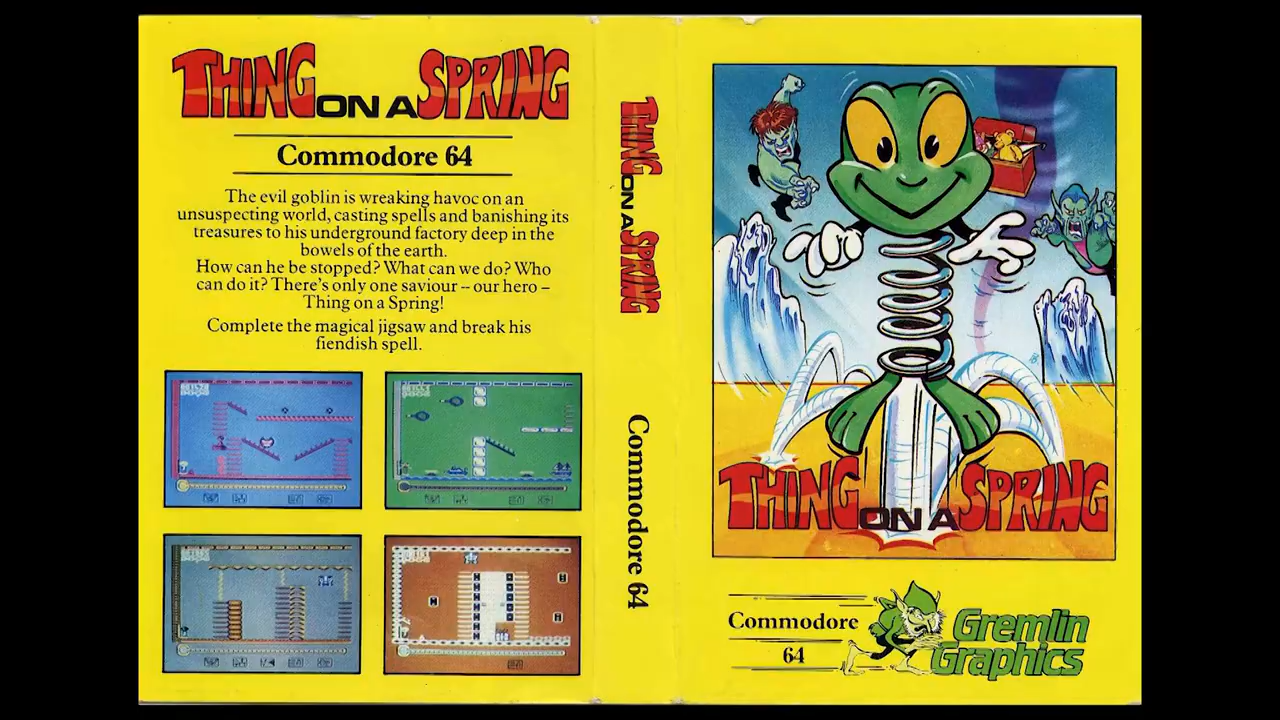 THING ON A SPRING
Commodore 64
The evil goblin is wreaking havoc on an
unsuspecting world, casting spells and banishing its
treasures to his underground factory deep in the
bowels of the earth.
How can he be stopped? What can we do? Who
can do it? There's only one saviour – our hero –
Thing on a Spring!
Complete the magical jigsaw and break his
fiendish spell.
THING ON A SPRING
Commodore 64
THING ON A SPRING
Commodore
64
Gremlin
Graphics